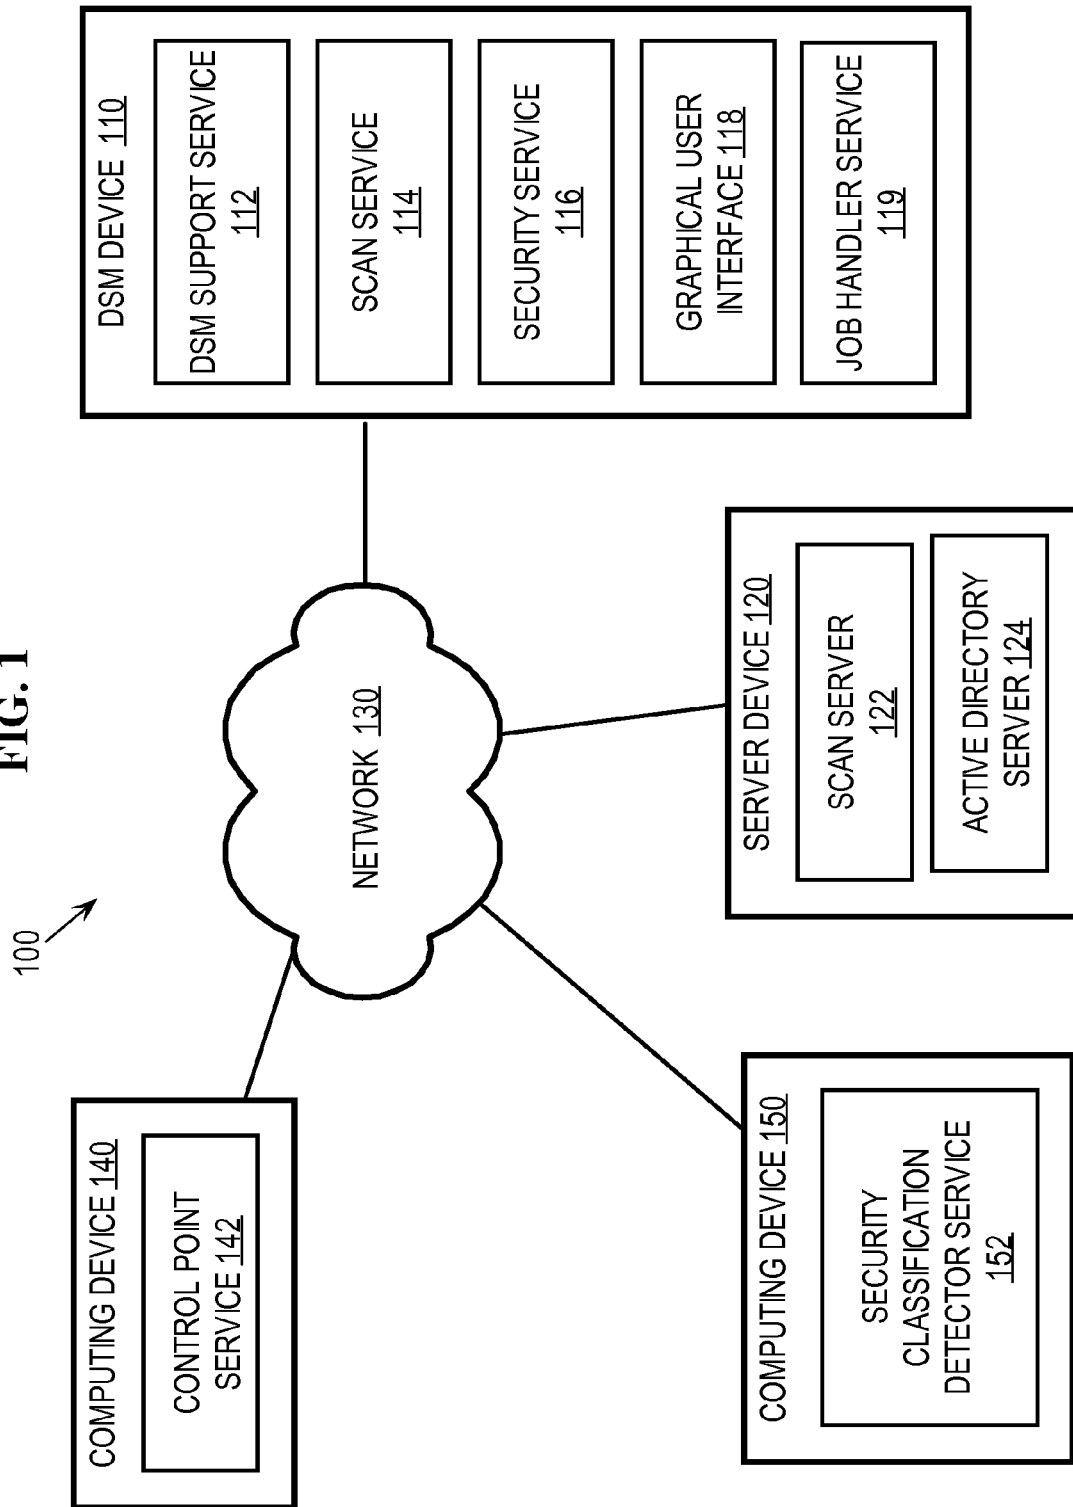 FIG. 1
100
COMPUTING DEVICE 140
CONTROL POINT
SERVICE 142
NETWORK 130
DSM DEVICE 110
DSM SUPPORT SERVICE
112
SCAN SERVICE
114
SECURITY SERVICE
116
GRAPHICAL USER
INTERFACE 118
JOB HANDLER SERVICE
119
COMPUTING DEVICE 150
SECURITY
CLASSIFICATION
DETECTOR SERVICE
152
SERVER DEVICE 120
SCAN SERVER
122
ACTIVE DIRECTORY
SERVER 124